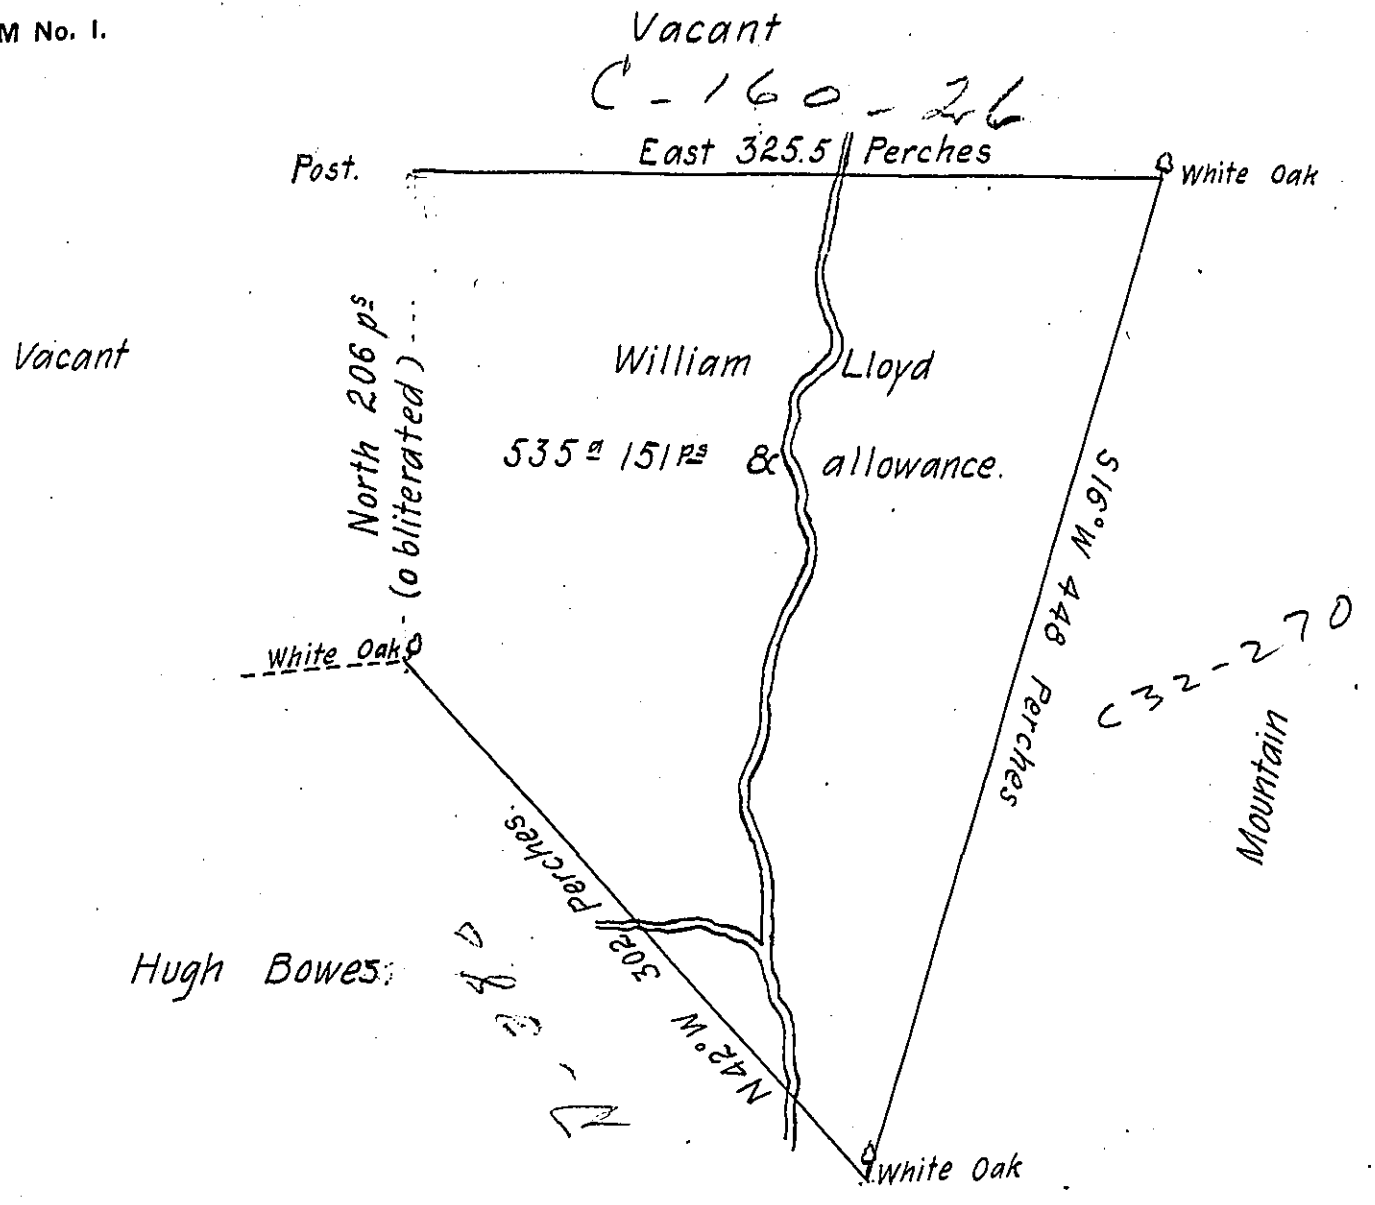 M No. 1.
Vacant
C - 160 - 26
East 325.5 Perches
Post.
White Oak
North 206 pˢ
(obliterated)
Vacant
William Lloyd
535ª 151ᵖˢ & allowance.
S16°W 448 Perches
White Oak
C32-270
Mountain
N42°W 302 Perches.
Hugh Bowes.
White Oak